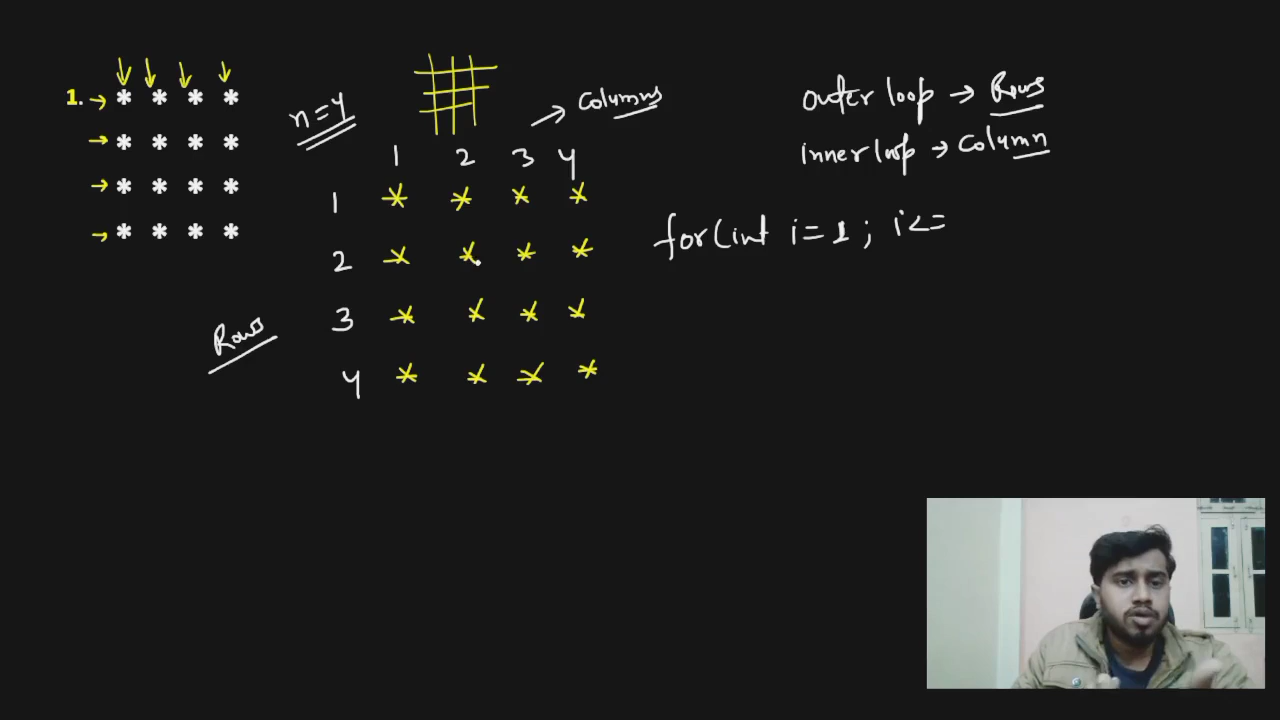 1. * * * *
* * * *
* * * *
* * * *
n=4
Columns
1 2 3 4
1 * * * *
2 * * * *
3 * * * *
4 * * * *
Rows
outer loop → Rows
inner loop → Column
for(int i=1; i<=